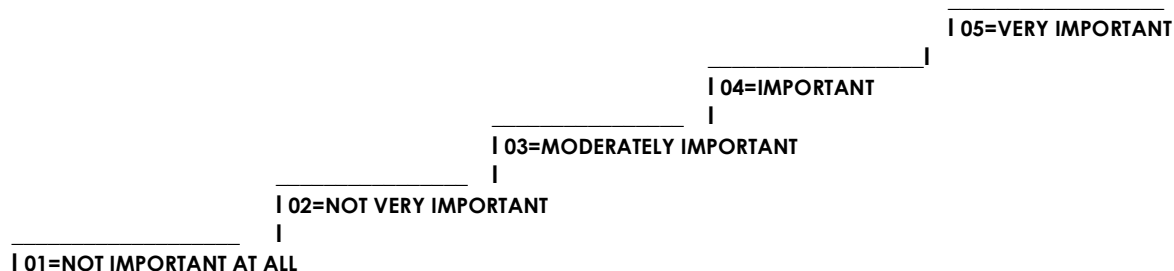 05=VERY IMPORTANT
04=IMPORTANT
03=MODERATELY IMPORTANT
02=NOT VERY IMPORTANT
01=NOT IMPORTANT AT ALL